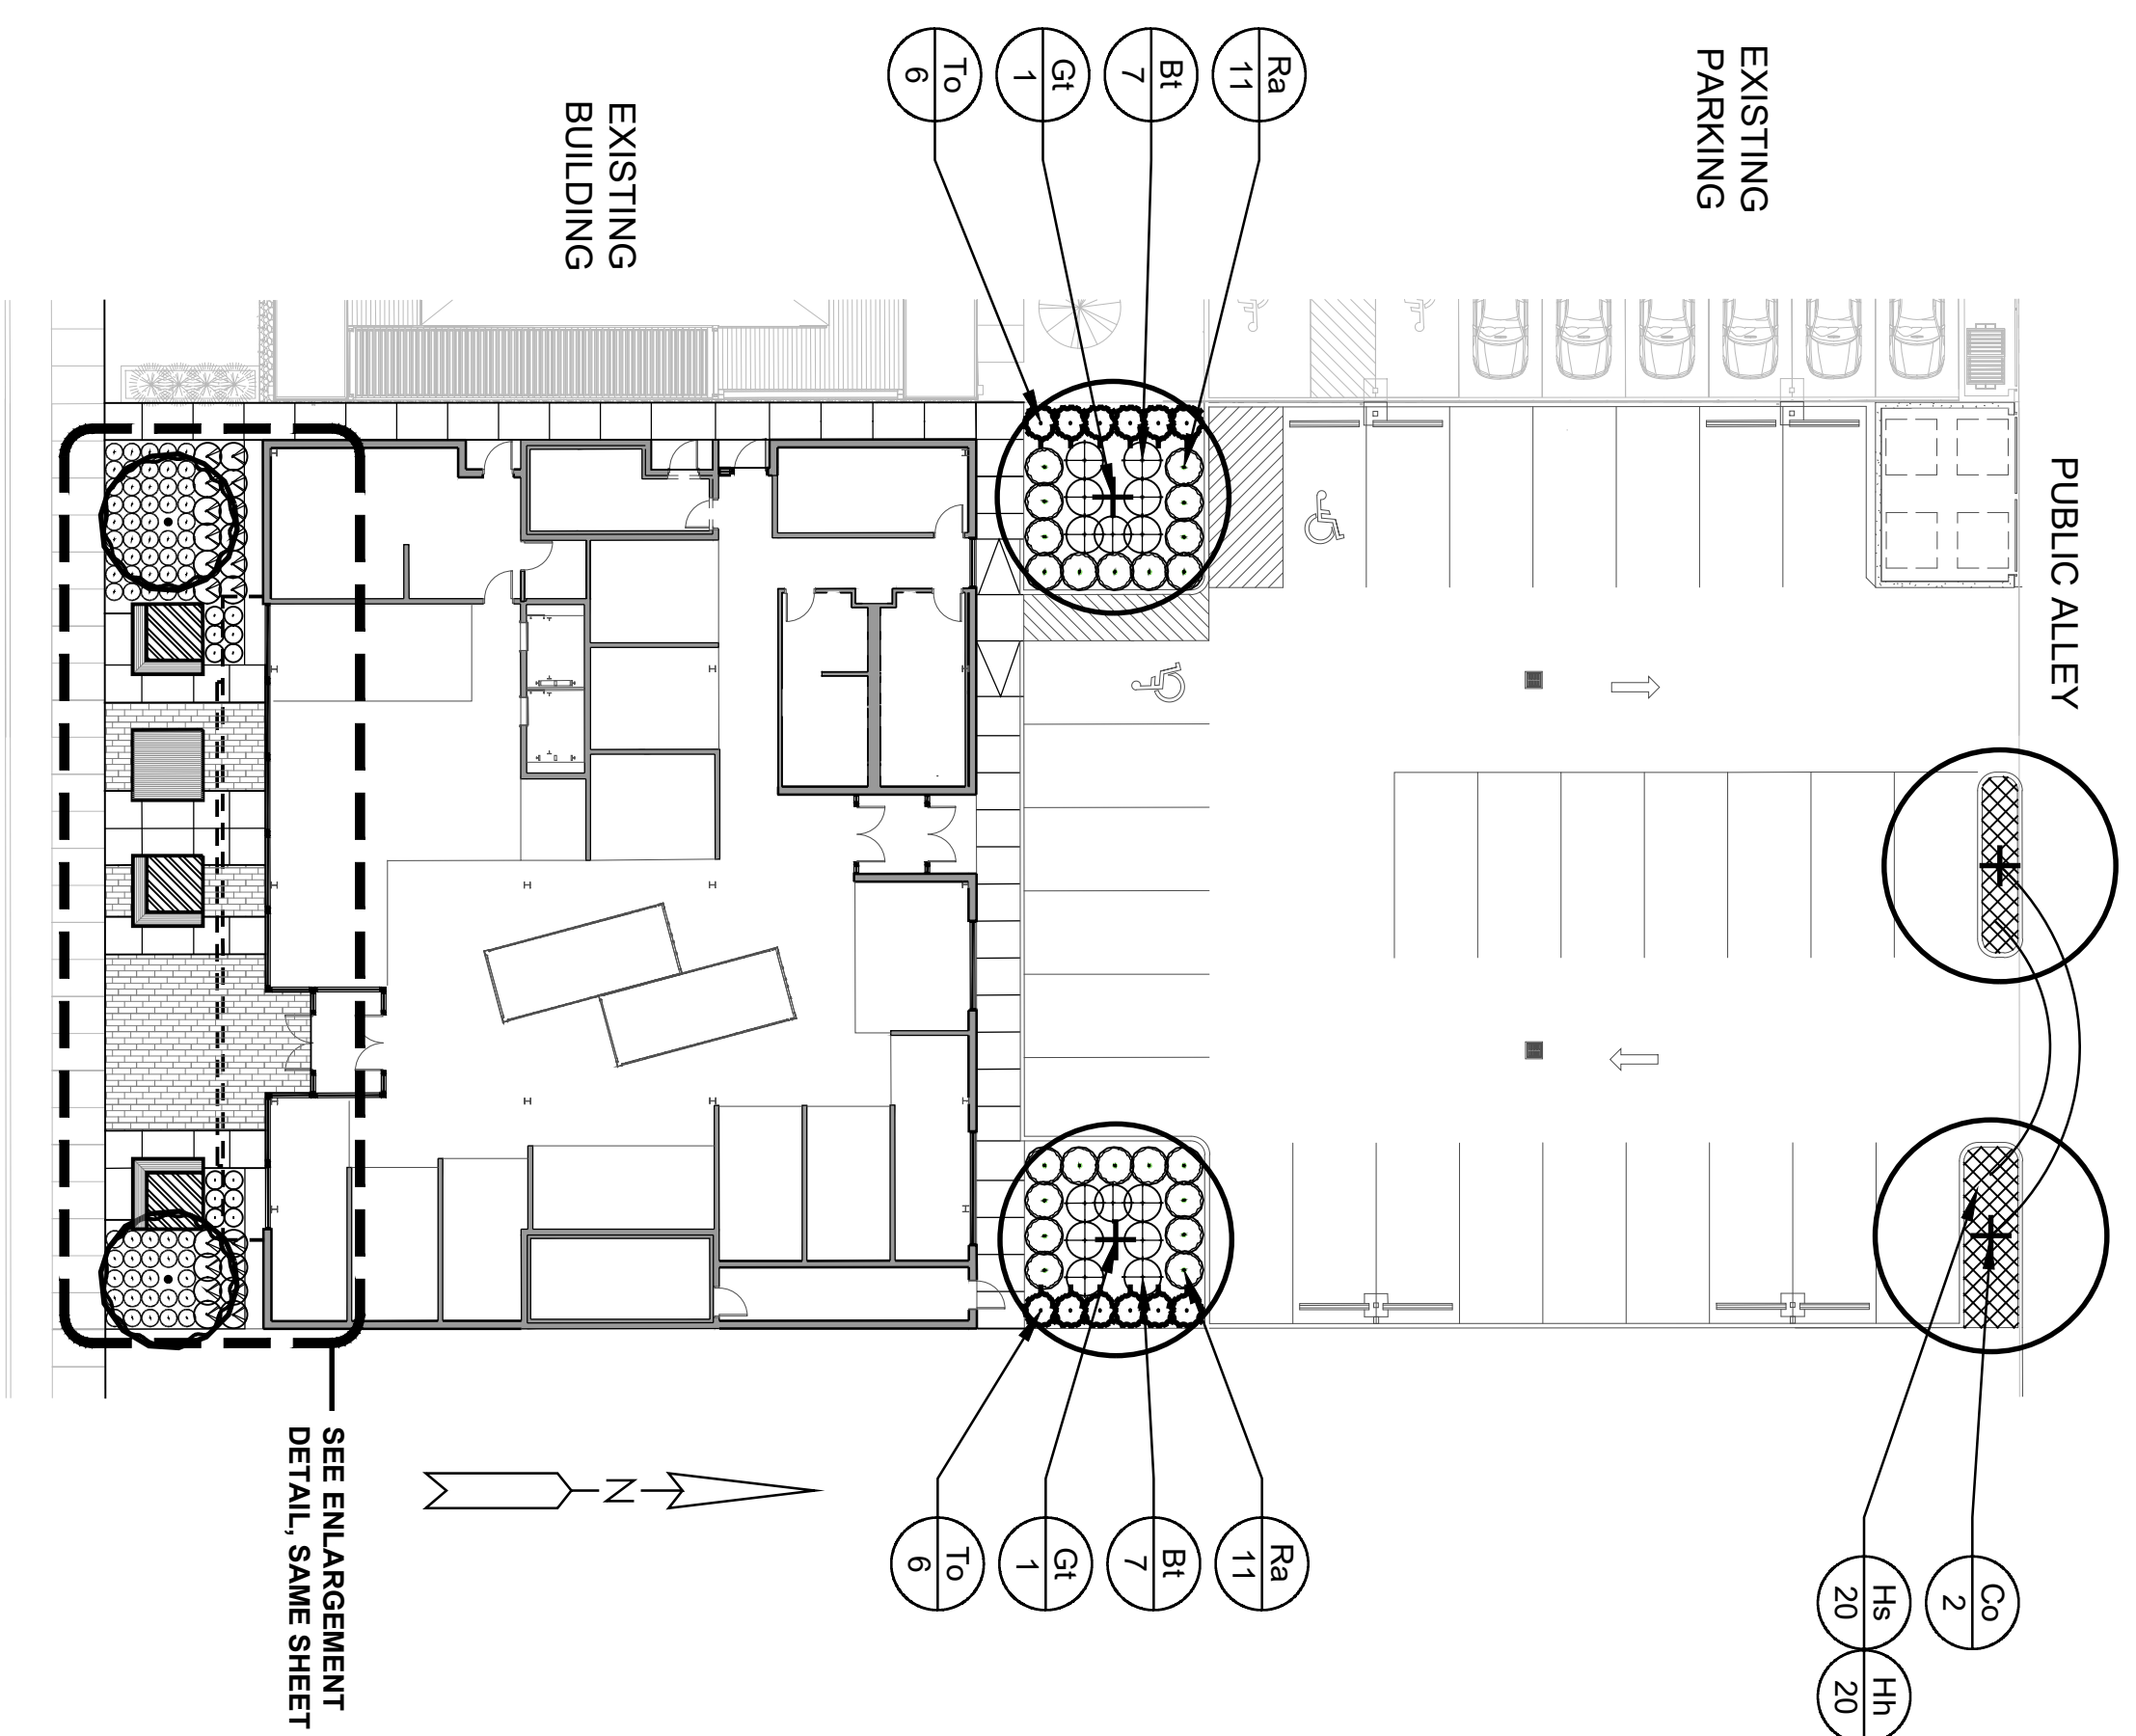 EXISTING
BUILDING
To
6
Gt
1
Bt
7
Ra
11
EXISTING
PARKING
PUBLIC ALLEY
SEE ENLARGEMENT
DETAIL, SAME SHEET
N
To
6
Gt
1
Bt
7
Ra
11
Hs
20
Hh
20
Co
2